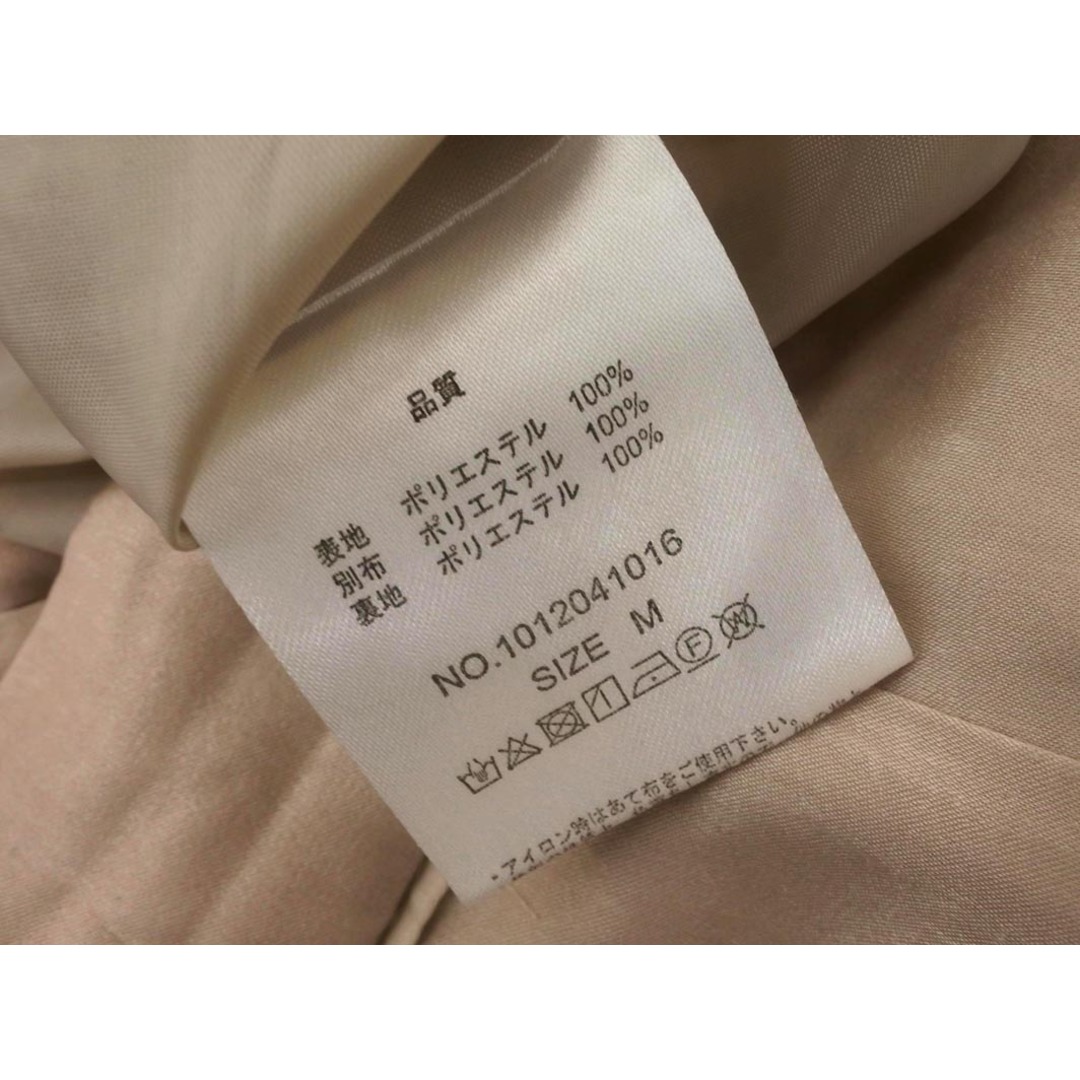 品質
表地 ポリエステル 100%
別布 ポリエステル 100%
裏地 ポリエステル 100%
NO.1012041016
SIZE M
・アイロン時はあて布をご使用下さい。